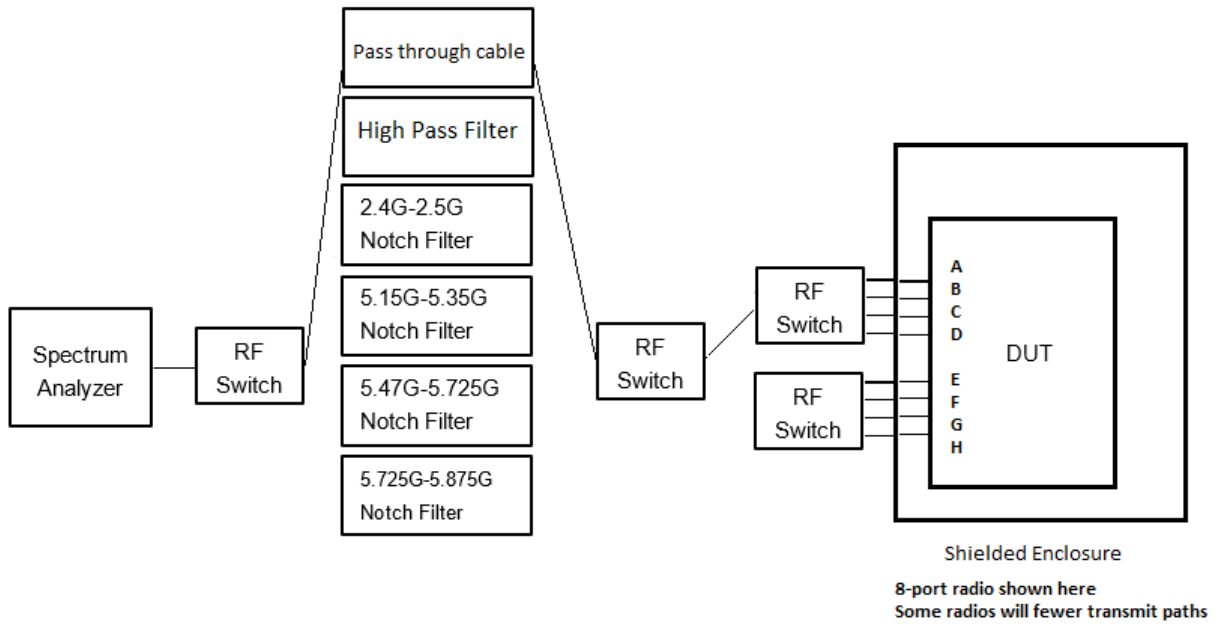 Pass through cable
High Pass Filter
2.4G-2.5G
Notch Filter
5.15G-5.35G
Notch Filter
5.47G-5.725G
Notch Filter
5.725G-5.875G
Notch Filter
Spectrum
Analyzer
RF
Switch
RF
Switch
RF
Switch
RF
Switch
A
B
C
D
E
F
G
H
DUT
Shielded Enclosure
8-port radio shown here
Some radios will fewer transmit paths